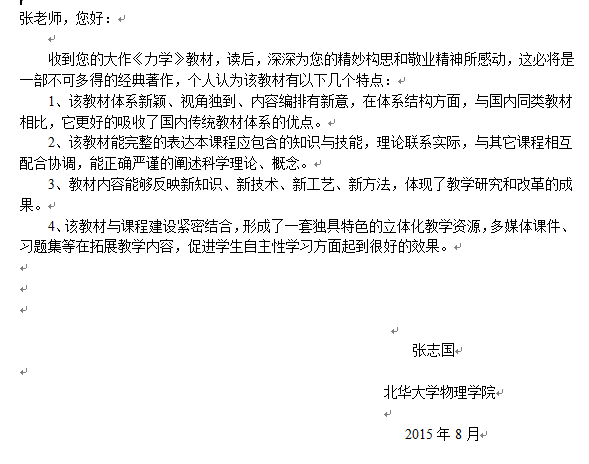 张老师，您好：
收到您的大作《力学》教材，读后，深深为您的精妙构思和敬业精神所感动，这必将是
一部不可多得的经典著作，个人认为该教材有以下几个特点：
1、该教材体系新颖、视角独到、内容编排有新意，在体系结构方面，与国内同类教材
相比，它更好的吸收了国内传统教材体系的优点。
2、该教材能完整的表达本课程应包含的知识与技能，理论联系实际，与其它课程相互
配合协调，能正确严谨的阐述科学理论、概念。
3、教材内容能够反映新知识、新技术、新工艺、新方法，体现了教学研究和改革的成
果。
4、该教材与课程建设紧密结合，形成了一套独具特色的立体化教学资源，多媒体课件、
习题集等在拓展教学内容，促进学生自主性学习方面起到很好的效果。
张志国
北华大学物理学院
2015 年 8 月